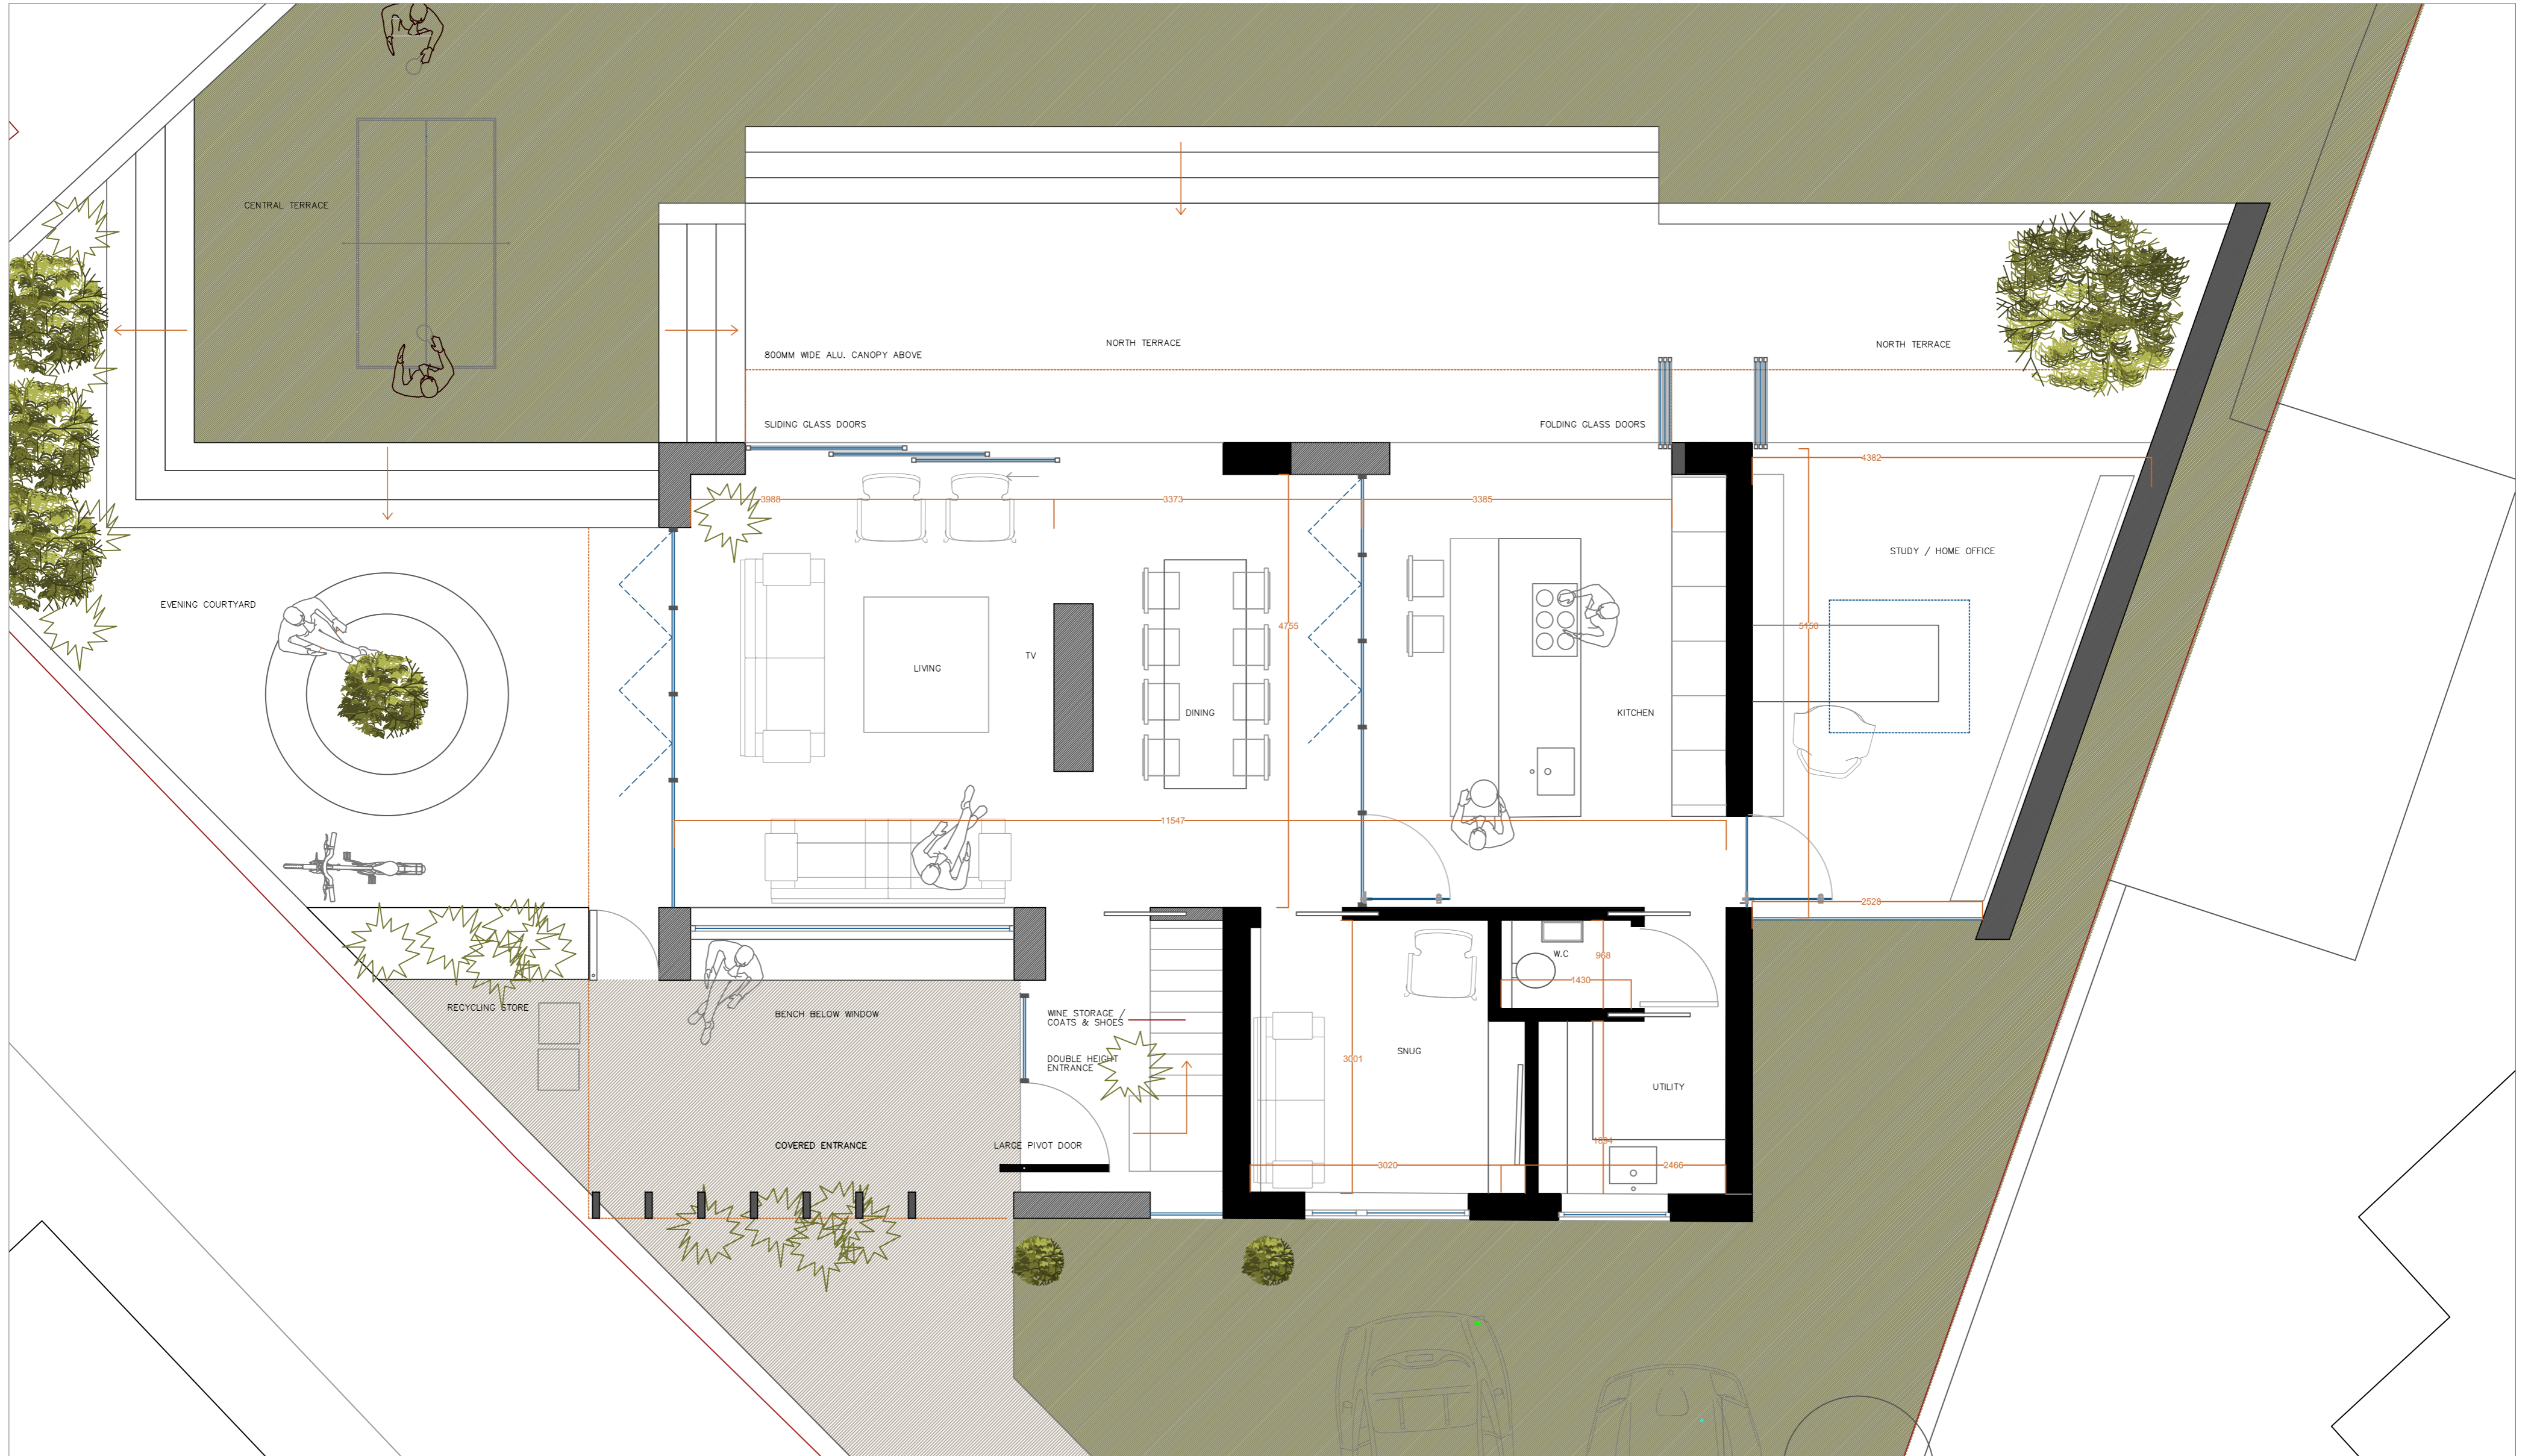 CENTRAL TERRACE
NORTH TERRACE
NORTH TERRACE
800MM WIDE ALU. CANOPY ABOVE
SLIDING GLASS DOORS
FOLDING GLASS DOORS
4382
3988
3373
3385
STUDY / HOME OFFICE
EVENING COURTYARD
4755
5158
TV
LIVING
DINING
KITCHEN
11547
2528
W.C
968
1430
RECYCLING STORE
BENCH BELOW WINDOW
WINE STORAGE /
COATS & SHOES
DOUBLE HEIGHT
ENTRANCE
SNUG
3001
UTILITY
COVERED ENTRANCE
LARGE PIVOT DOOR
3020
2466